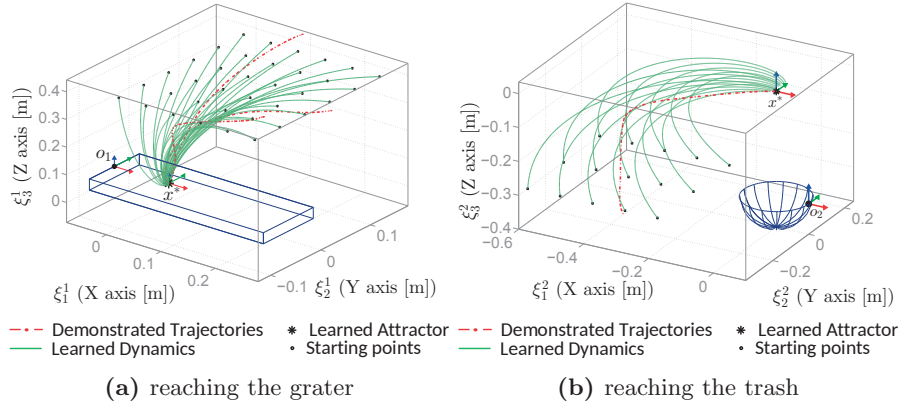 0.4
0.3
0.2
0.1
0
ξ₃¹ (Z axis [m])
o₁
x*
0
0.1
0.2
ξ₁¹ (X axis [m])
−0.1
0
0.1
ξ₂¹ (Y axis [m])
0
−0.1
−0.2
−0.3
−0.4
ξ₃² (Z axis [m])
x*
o₂
−0.6
−0.4
−0.2
0
ξ₁² (X axis [m])
−0.2
0
0.2
ξ₂² (Y axis [m])
Demonstrated Trajectories
Learned Attractor
Learned Dynamics
Starting points
Demonstrated Trajectories
Learned Attractor
Learned Dynamics
Starting points
(a) reaching the grater
(b) reaching the trash